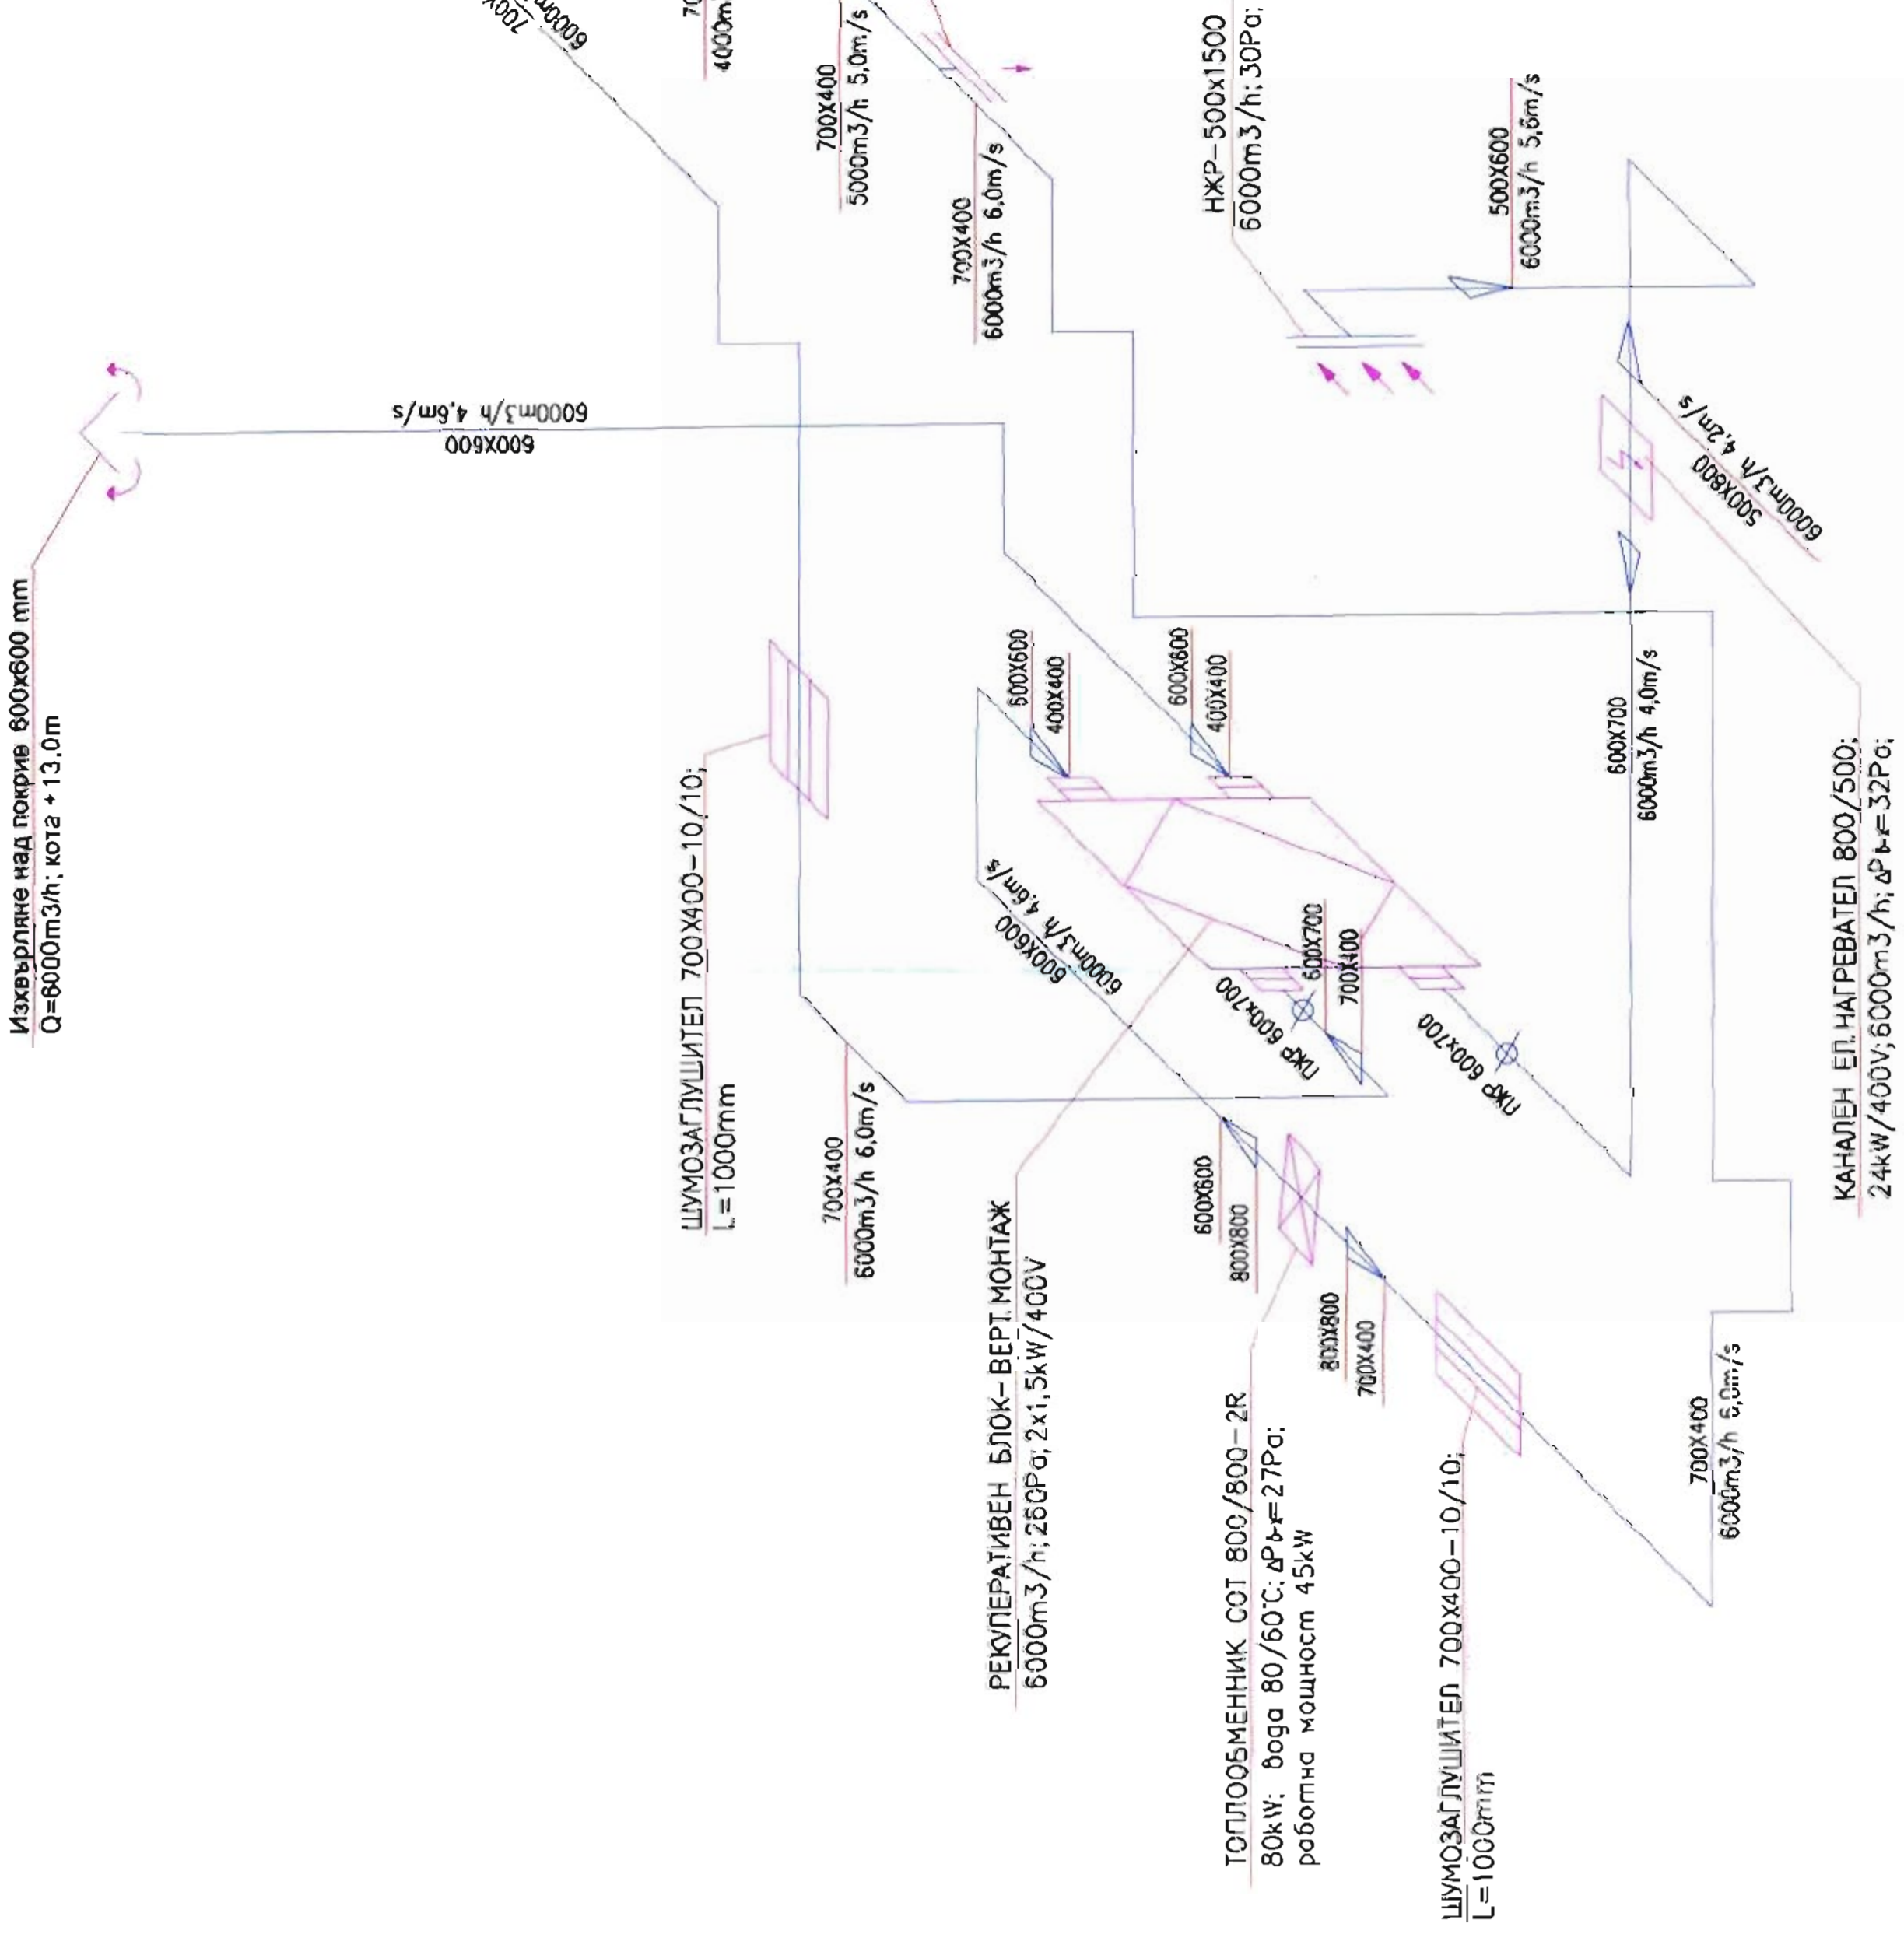 Изхвърляне над покрив 600x600 mm
Q=6000m3/h; кота +13,0m
600X600
6000m3/h 4,6m/s
6000m
4000m
700X400
5000m3/h 5,0m/s
700X400
6000m3/h 6,0m/s
НЖР-500x1500
6000m3/h; 30Pa;
500X600
6000m3/h 5,6m/s
ШУМОЗАГЛУШИТЕЛ 700X400-10/10;
L=1000mm
700X400
6000m3/h 6,0m/s
600X600
400X400
600X600
400X400
600X600
6000m3/h 4,6m/s
600X700
700X400
ПЖР 600x700
ПЖР 600x700
РЕКУПЕРАТИВЕН БЛОК-ВЕРТ.МОНТАЖ
6000m3/h; 260Pa; 2x1,5kW/400V
600X600
800X800
800X800
700X400
ТОПЛООБМЕННИК СОТ 800/800-2R
80kW; вода 80/60°C; ΔPв-х=27Pa;
работна мощност 45kW
ШУМОЗАГЛУШИТЕЛ 700X400-10/10;
L=1000mm
500X800
6000m3/h 4,2m/s
600X700
6000m3/h 4,0m/s
700X400
6000m3/h 6,0m/s
КАНАЛЕН ЕЛ.НАГРЕВАТЕЛ 800/500;
24kW/400V;6000m3/h; ΔPв-х=32Pa;